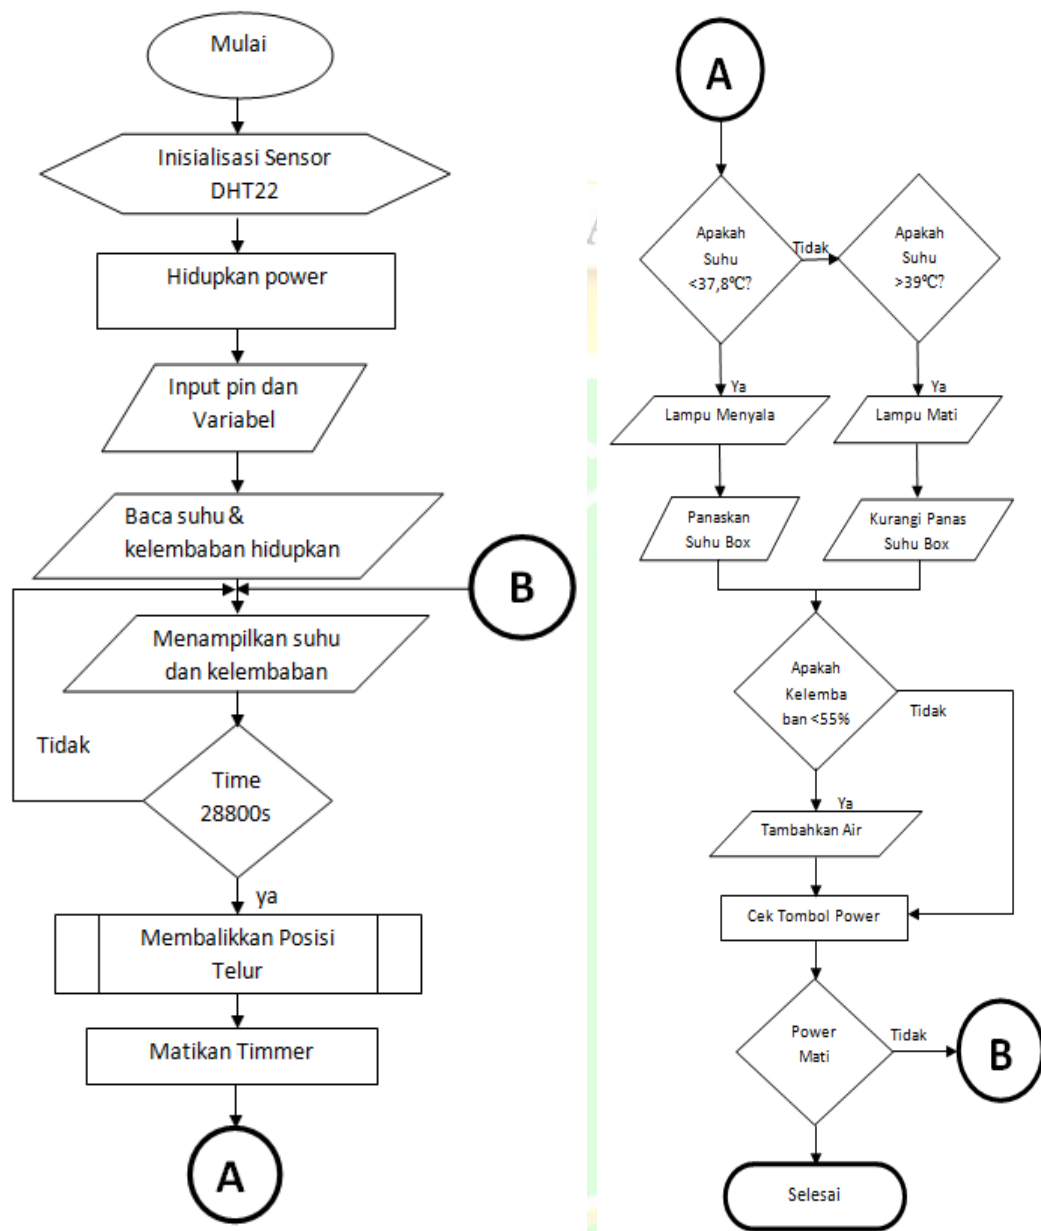 Mulai
Inisialisasi Sensor
DHT22
Hidupkan power
Input pin dan
Variabel
Baca suhu &
kelembaban hidupkan
B
Menampilkan suhu
dan kelembaban
Tidak
Time
28800s
ya
Membalikkan Posisi
Telur
Matikan Timmer
A
A
Apakah
Suhu
<37,8⁰C?
Tidak
Apakah
Suhu
>39⁰C?
Ya
Ya
Lampu Menyala
Lampu Mati
Panaskan
Suhu Box
Kurangi Panas
Suhu Box
Apakah
Kelemba
ban <55%
Tidak
Ya
Tambahkan Air
Cek Tombol Power
Power
Mati
Tidak
B
Selesai